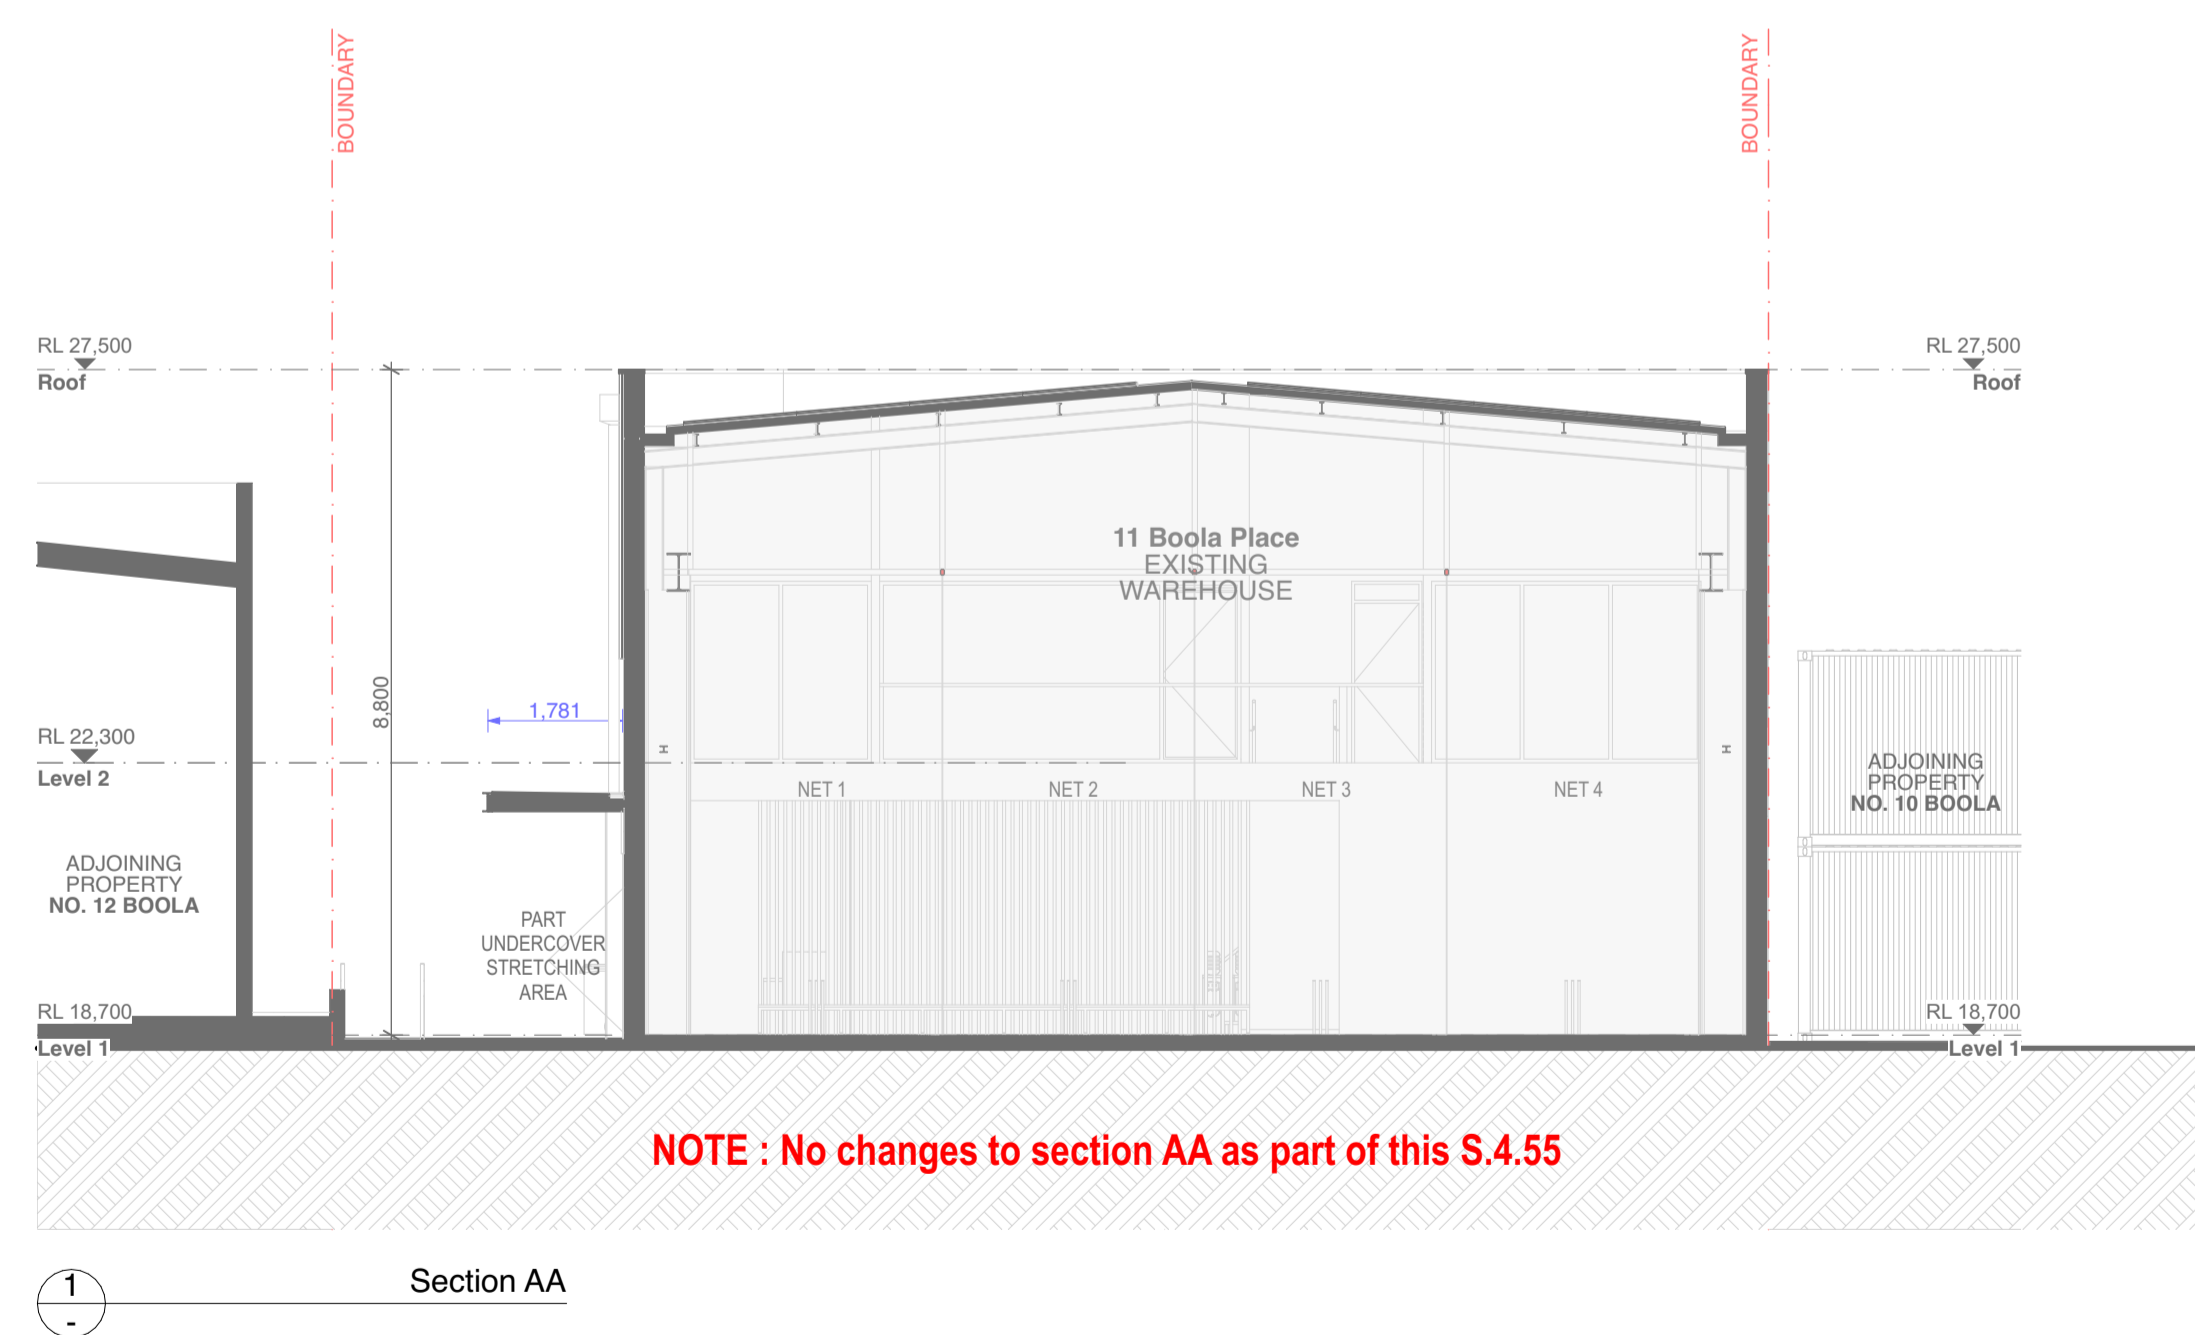 BOUNDARY
BOUNDARY
RL 27,500
Roof
RL 27,500
Roof
11 Boola Place
EXISTING
WAREHOUSE
8,800
1,781
RL 22,300
Level 2
H
H
NET 1
NET 2
NET 3
NET 4
ADJOINING
PROPERTY
NO. 10 BOOLA
ADJOINING
PROPERTY
NO. 12 BOOLA
PART
UNDERCOVER
STRETCHING
AREA
RL 18,700
Level 1
RL 18,700
Level 1
NOTE : No changes to section AA as part of this S.4.55
1
-
Section AA